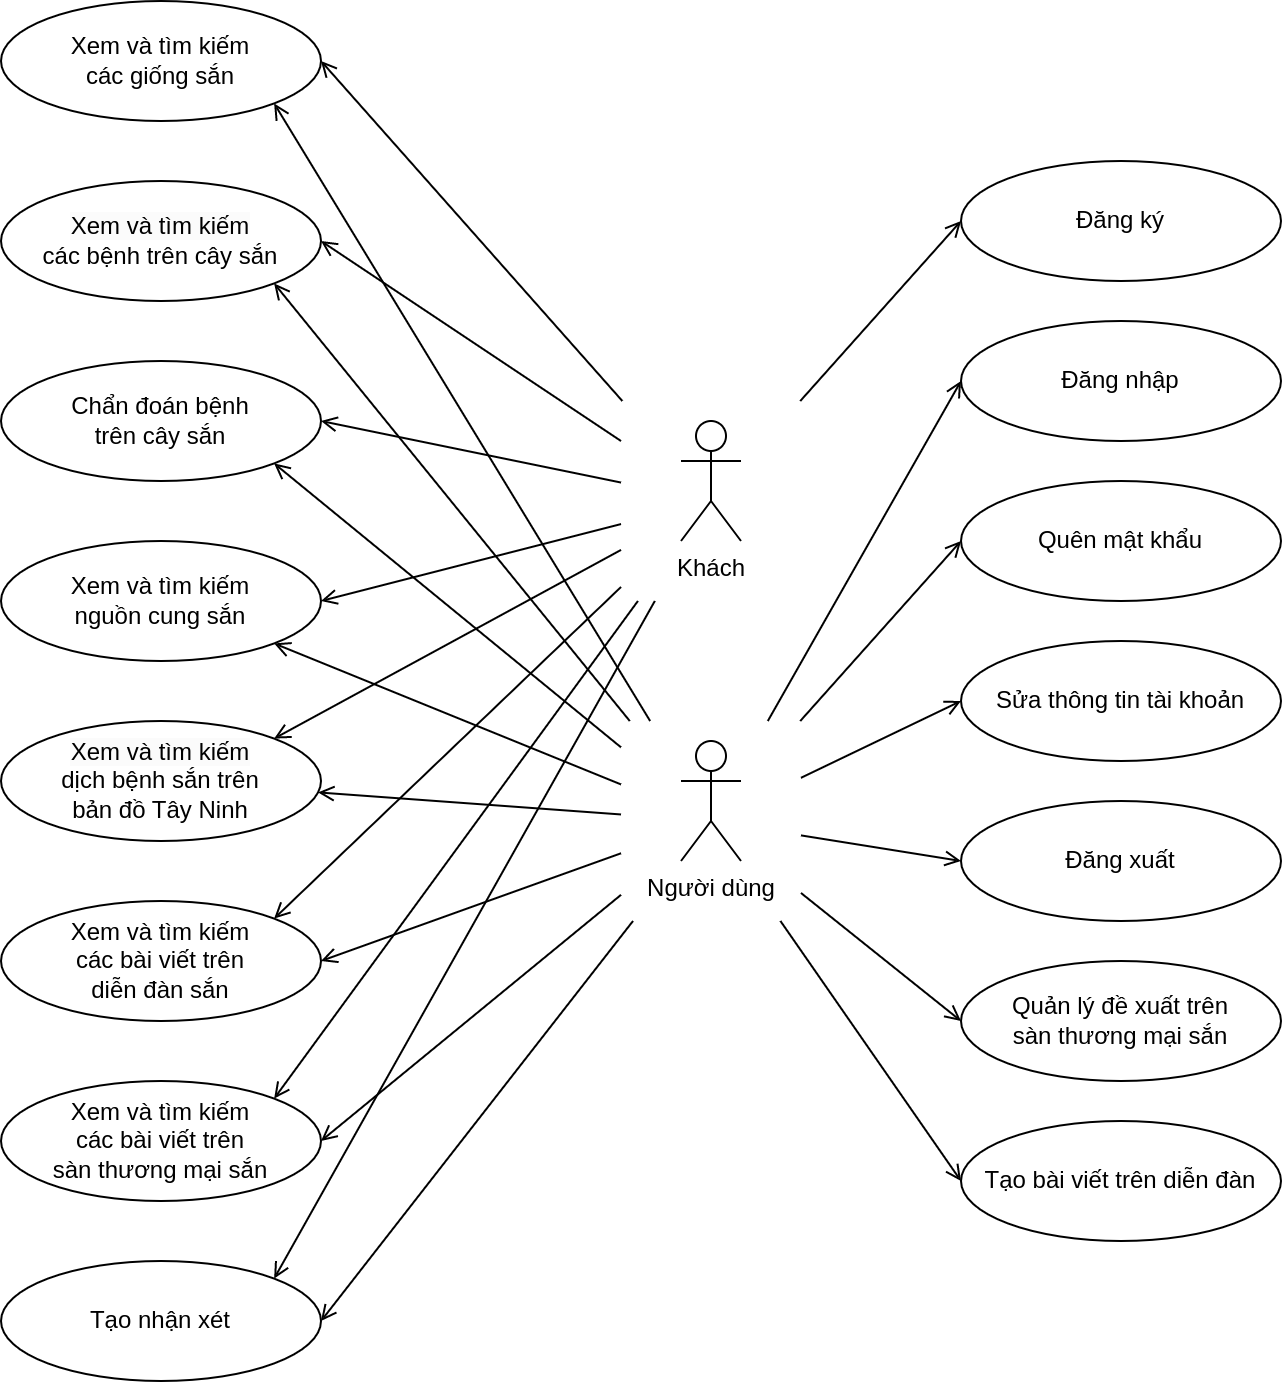 Xem và tìm kiếm
các giống sắn
Xem và tìm kiếm
các bệnh trên cây sắn
Chẩn đoán bệnh
trên cây sắn
Xem và tìm kiếm
nguồn cung sắn
Xem và tìm kiếm
dịch bệnh sắn trên
bản đồ Tây Ninh
Xem và tìm kiếm
các bài viết trên
diễn đàn sắn
Xem và tìm kiếm
các bài viết trên
sàn thương mại sắn
Tạo nhận xét
Khách
Người dùng
Đăng ký
Đăng nhập
Quên mật khẩu
Sửa thông tin tài khoản
Đăng xuất
Quản lý đề xuất trên
sàn thương mại sắn
Tạo bài viết trên diễn đàn